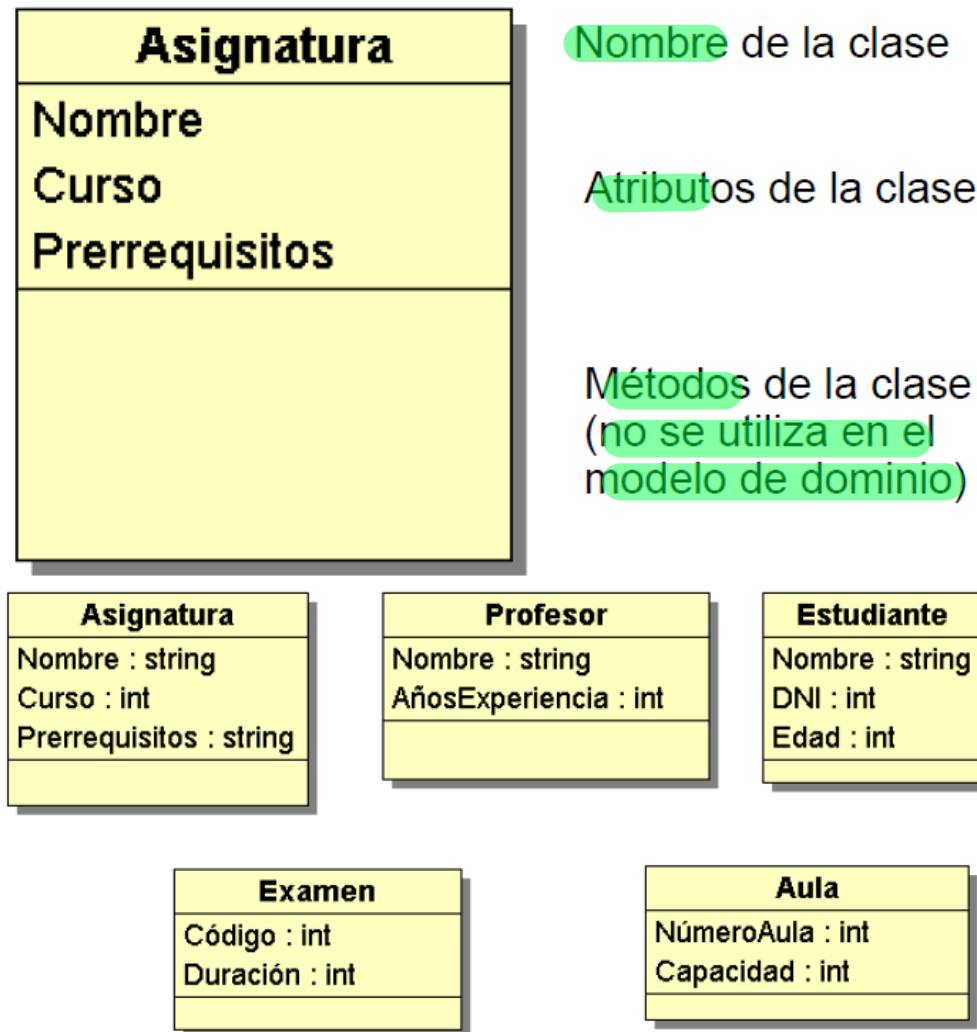 Asignatura
Nombre
Curso
Prerrequisitos
Nombre de la clase
Atributos de la clase
Métodos de la clase
(no se utiliza en el
modelo de dominio)
Asignatura
Nombre : string
Curso : int
Prerrequisitos : string
Profesor
Nombre : string
AñosExperiencia : int
Estudiante
Nombre : string
DNI : int
Edad : int
Examen
Código : int
Duración : int
Aula
NúmeroAula : int
Capacidad : int